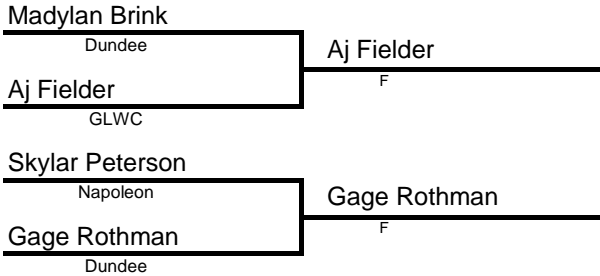 Madylan Brink
Dundee
Aj Fielder
GLWC
Aj Fielder
F
Skylar Peterson
Napoleon
Gage Rothman
Dundee
Gage Rothman
F